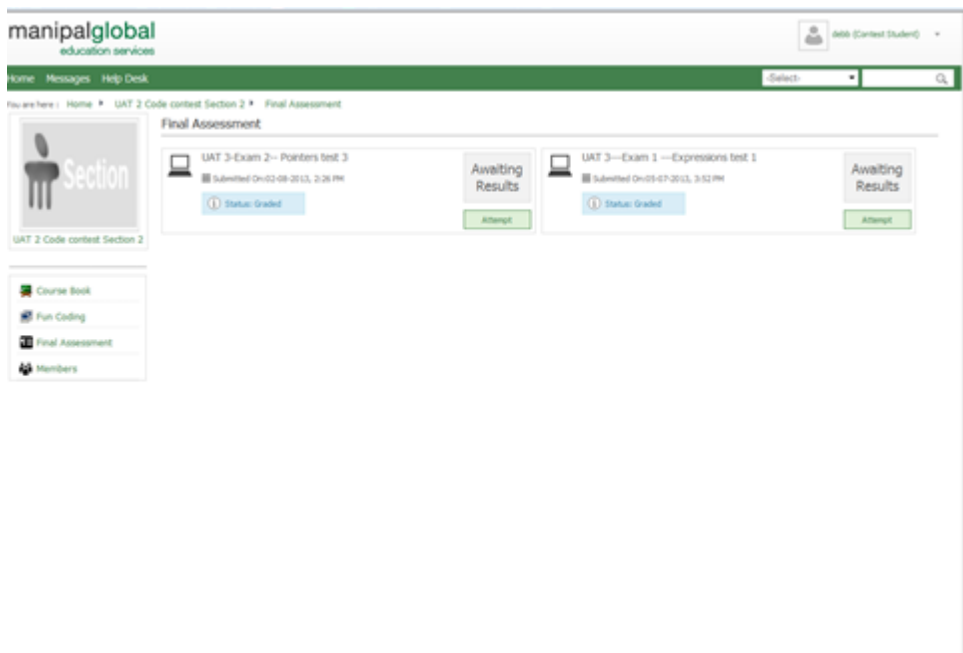 manipalglobal
education services
debb (Contest Student)
Home Messages Help Desk
-Select-
You are here : Home UAT 2 Code contest Section 2 Final Assessment
Section
UAT 2 Code contest Section 2
Course Book
Fun Coding
Final Assessment
Members
Final Assessment
UAT 3-Exam 2-- Pointers test 3
Submitted On:02-08-2013, 2:26 PM
Status: Graded
Awaiting
Results
Attempt
UAT 3---Exam 1 ---Expressions test 1
Submitted On:05-07-2013, 3:52 PM
Status: Graded
Awaiting
Results
Attempt